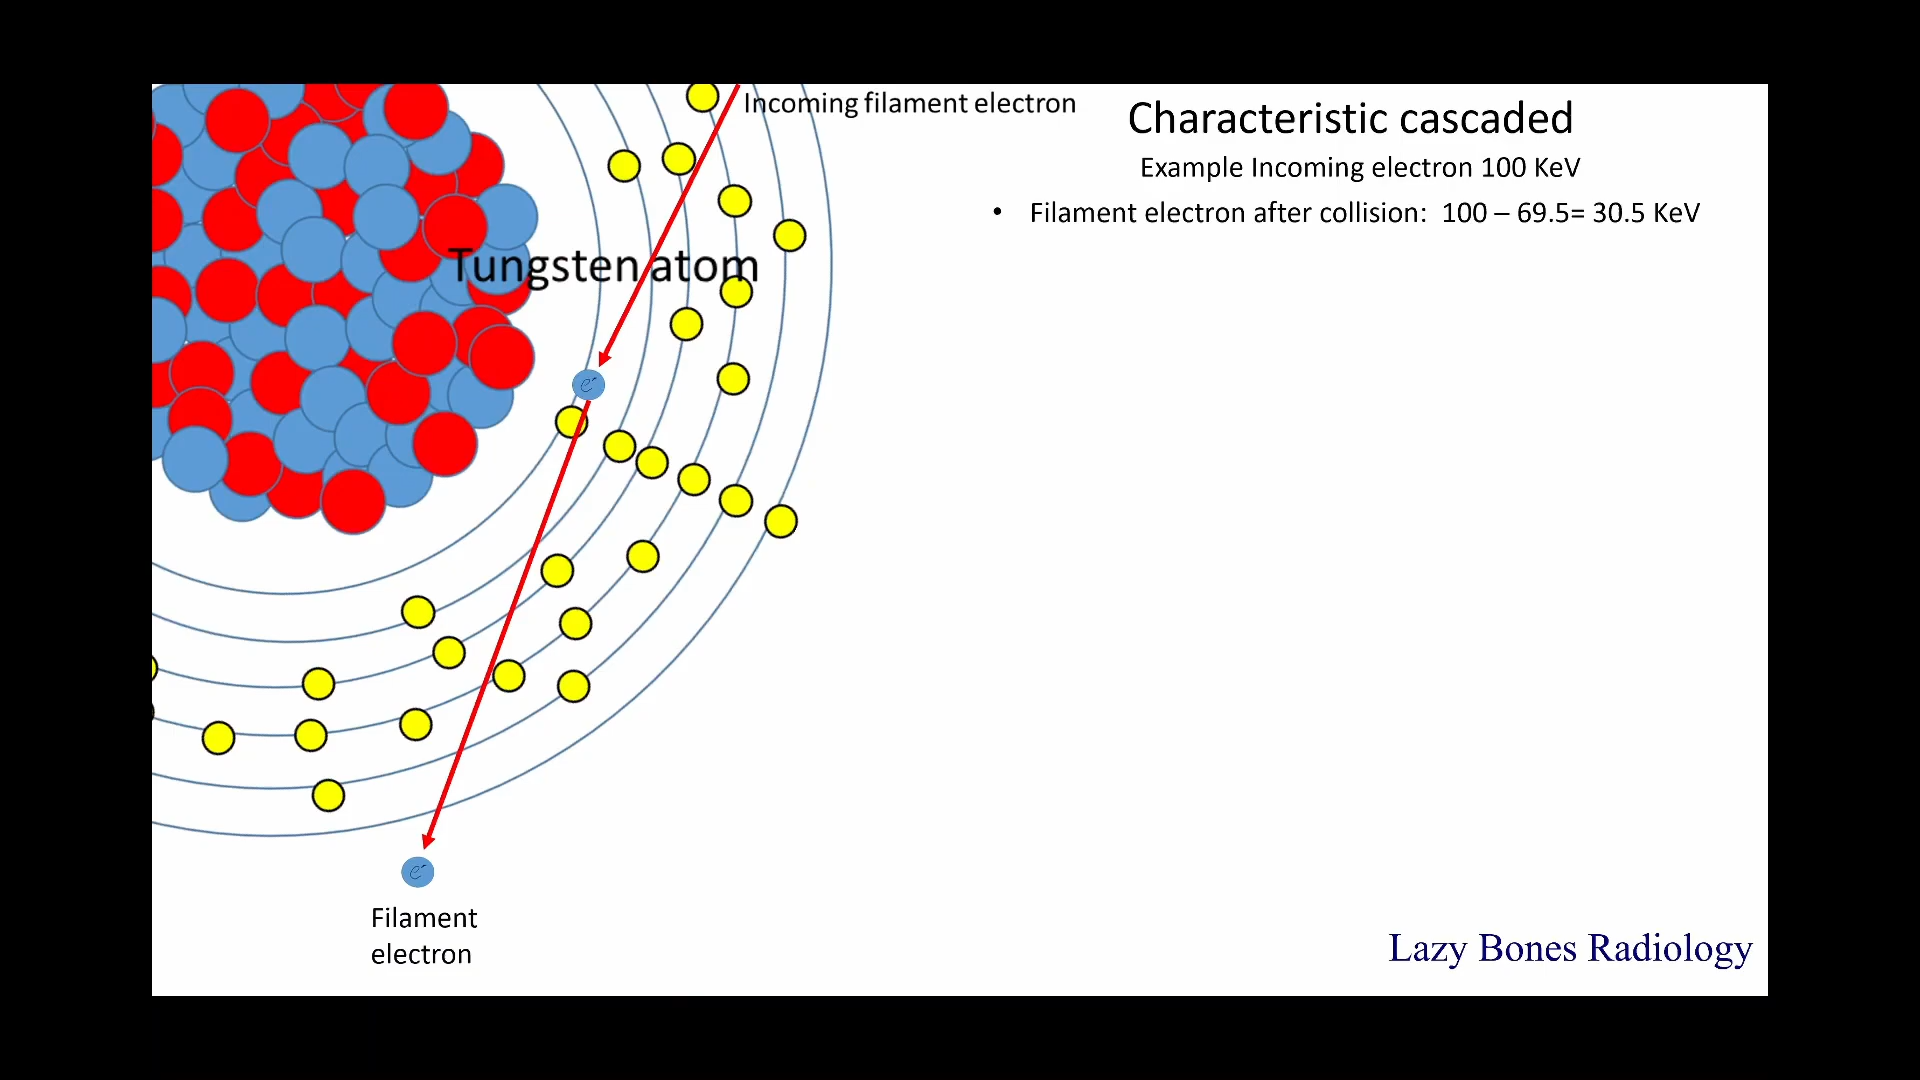 Incoming filament electron
Characteristic cascaded
Example Incoming electron 100 KeV
• Filament electron after collision: 100 – 69.5= 30.5 KeV
Tungsten atom
e⁻
e⁻
Filament
electron
Lazy Bones Radiology